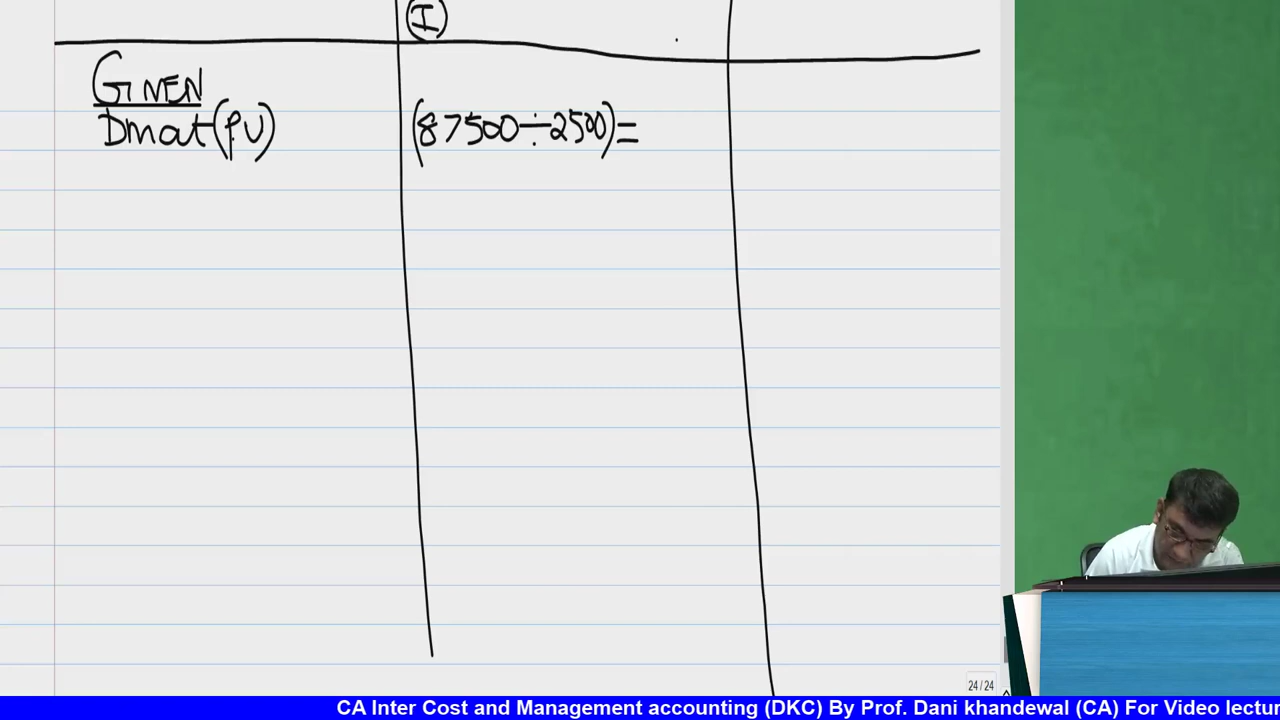 (I)
GIVEN
Dmat (PU) (87500÷2500)=
24 / 24
CA Inter Cost and Management accounting (DKC) By Prof. Dani khandewal (CA) For Video lectur